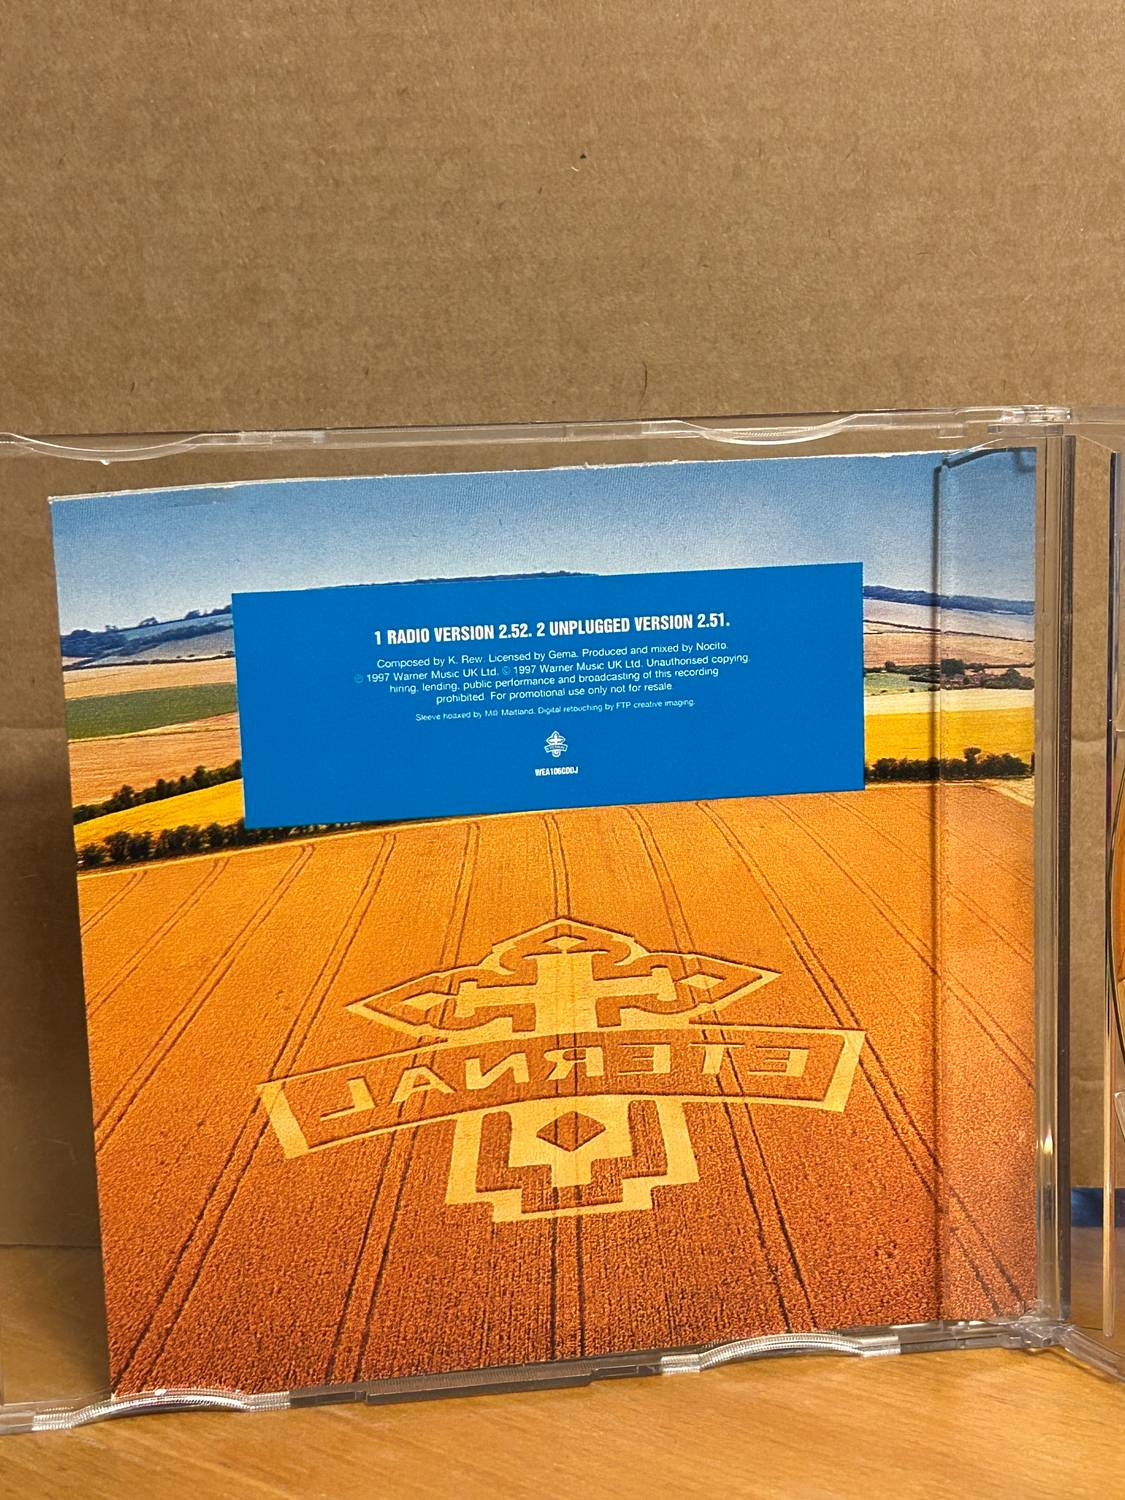 1 RADIO VERSION 2.52. 2 UNPLUGGED VERSION 2.51.
Composed by K. Rew. Licensed by Gema. Produced and mixed by Nocito.
℗ 1997 Warner Music UK Ltd. © 1997 Warner Music UK Ltd. Unauthorised copying.
hiring, lending, public performance and broadcasting of this recording
prohibited. For promotional use only not for resale
Sleeve hoaxed by Maitland. Digital retouching by FTP creative imaging.
ETERNAL
WEA106CDDJ
ETERNAL